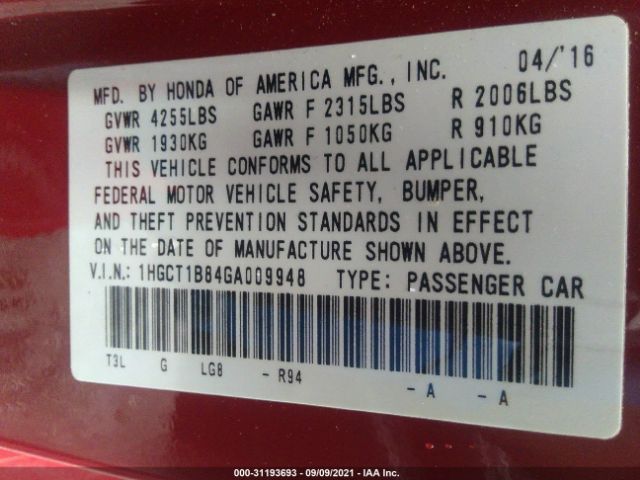 MFD. BY HONDA OF AMERICA MFG., INC. 04/'16
GVWR 4255LBS GAWR F 2315LBS R 2006LBS
GVWR 1930KG GAWR F 1050KG R 910KG
THIS VEHICLE CONFORMS TO ALL APPLICABLE
FEDERAL MOTOR VEHICLE SAFETY, BUMPER,
AND THEFT PREVENTION STANDARDS IN EFFECT
ON THE DATE OF MANUFACTURE SHOWN ABOVE.
V.I.N.: 1HGCT1B84GA009948 TYPE: PASSENGER CAR
T3L G LG8 - R94 - A - A
000-31193693 - 09/09/2021 - IAA Inc.